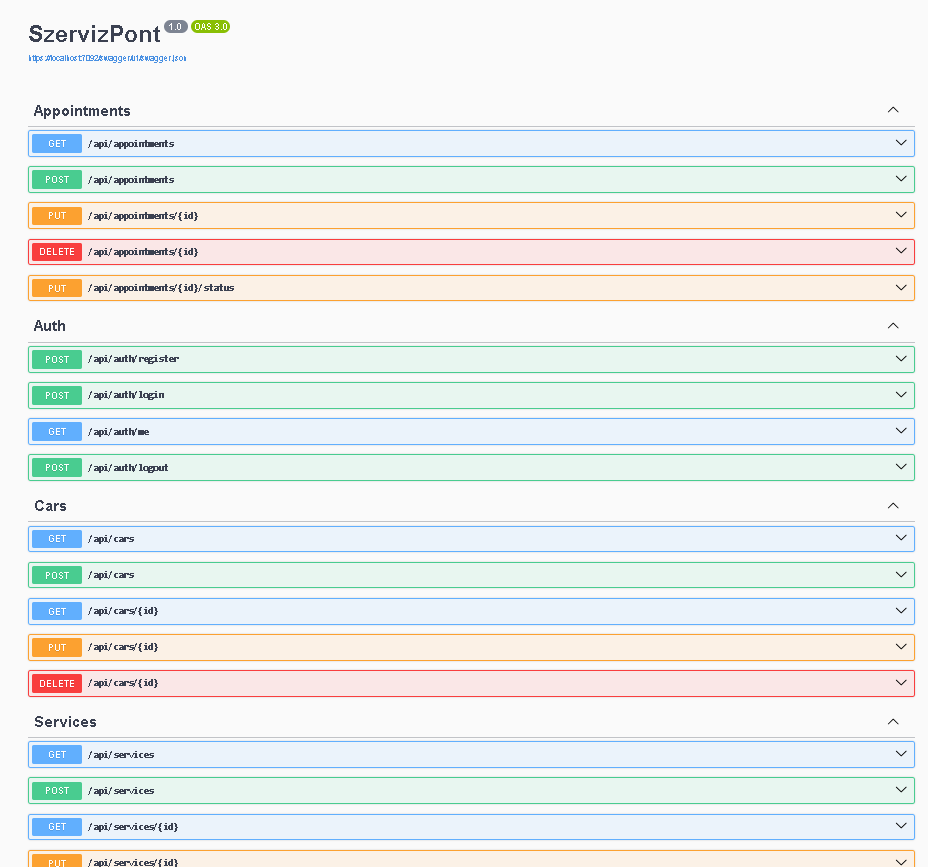 SzervizPont 1.0 OAS 3.0
https://localhost:7092/swagger/v1/swagger.json
Appointments
GET /api/appointments
POST /api/appointments
PUT /api/appointments/{id}
DELETE /api/appointments/{id}
PUT /api/appointments/{id}/status
Auth
POST /api/auth/register
POST /api/auth/login
GET /api/auth/me
POST /api/auth/logout
Cars
GET /api/cars
POST /api/cars
GET /api/cars/{id}
PUT /api/cars/{id}
DELETE /api/cars/{id}
Services
GET /api/services
POST /api/services
GET /api/services/{id}
PUT /api/services/{id}